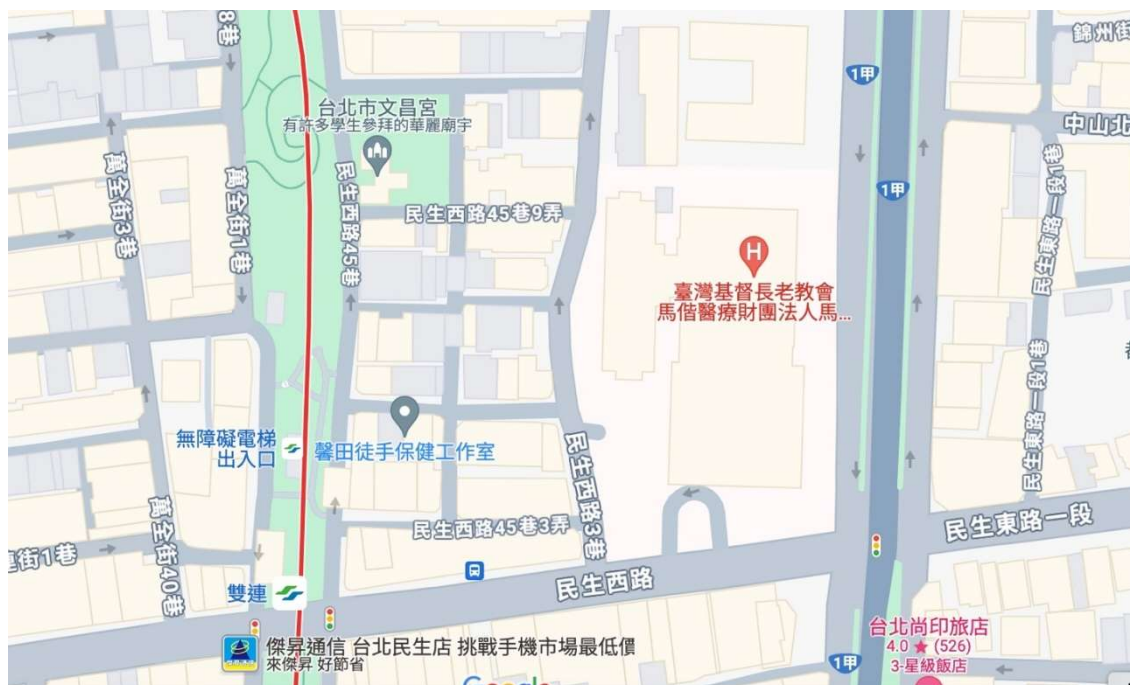 8巷
錦州街
1甲
台北市文昌宮
有許多學生參拜的華麗廟宇
中山北
萬全街3巷
萬全街1巷
民生西路45巷
民生西路45巷9弄
1甲
民生東路一段1巷
H
臺灣基督長老教會
馬偕醫療財團法人馬...
民生東路一段1巷
無障礙電梯
出入口
馨田徒手保健工作室
民生西路3巷
萬全街40巷
民生西路45巷3弄
民生東路一段
連街1巷
民生西路
雙連
台北尚印旅店
4.0 ★ (526)
3-星級飯店
傑昇通信 台北民生店 挑戰手機市場最低價
來傑昇 好節省
1甲
Google